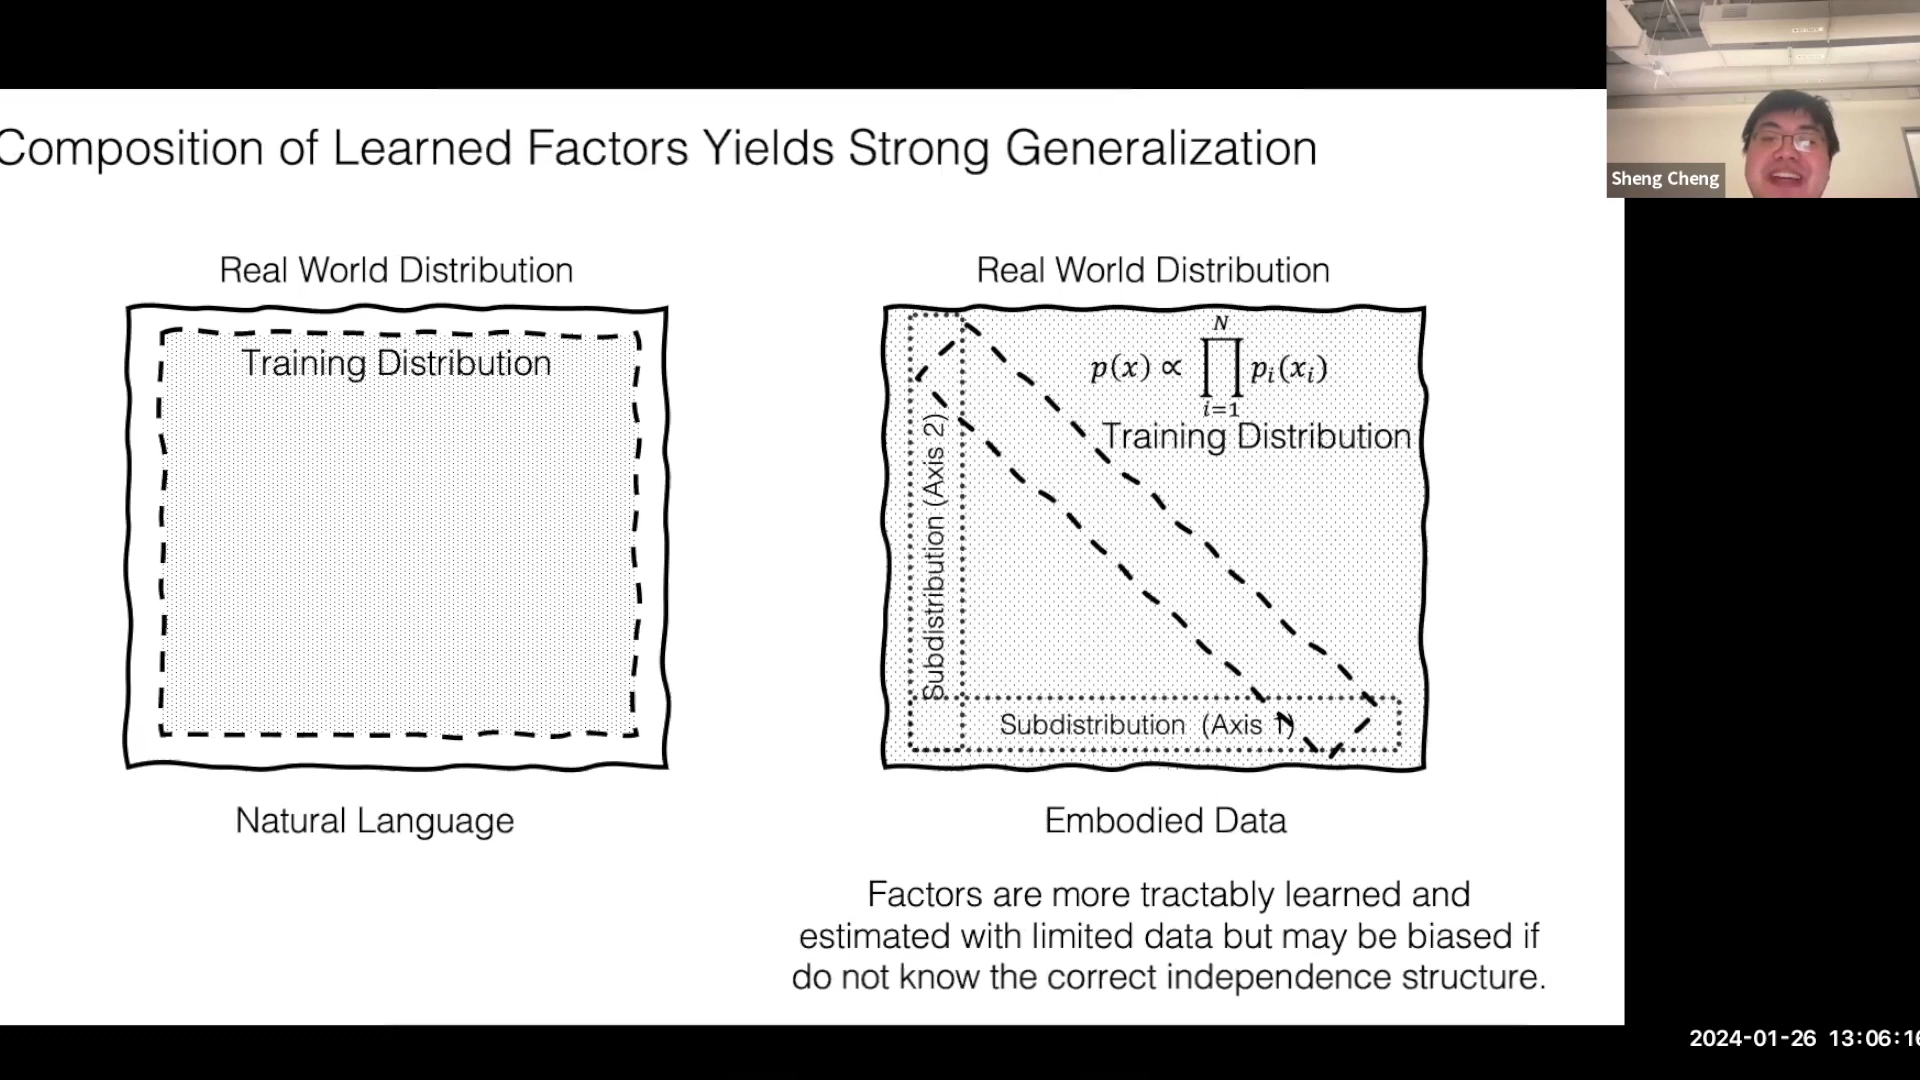 Composition of Learned Factors Yields Strong Generalization
Sheng Cheng
Real World Distribution
Training Distribution
Natural Language
Real World Distribution
p(x) ∝ ∏ p_i(x_i)
N
i=1
Training Distribution
Subdistribution (Axis 2)
Subdistribution (Axis 1)
Embodied Data
Factors are more tractably learned and
estimated with limited data but may be biased if
do not know the correct independence structure.
2024-01-26 13:06:16